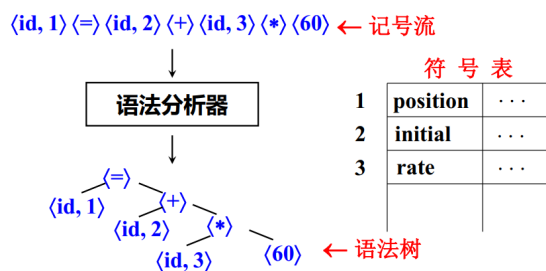 ⟨id, 1⟩⟨=⟩⟨id, 2⟩⟨+⟩⟨id, 3⟩⟨*⟩⟨60⟩ ← 记号流
语法分析器
⟨=⟩
⟨id, 1⟩ ⟨+⟩
⟨id, 2⟩ ⟨*⟩
⟨id, 3⟩ ⟨60⟩ ← 语法树
符 号 表
1 position ...
2 initial ...
3 rate ...